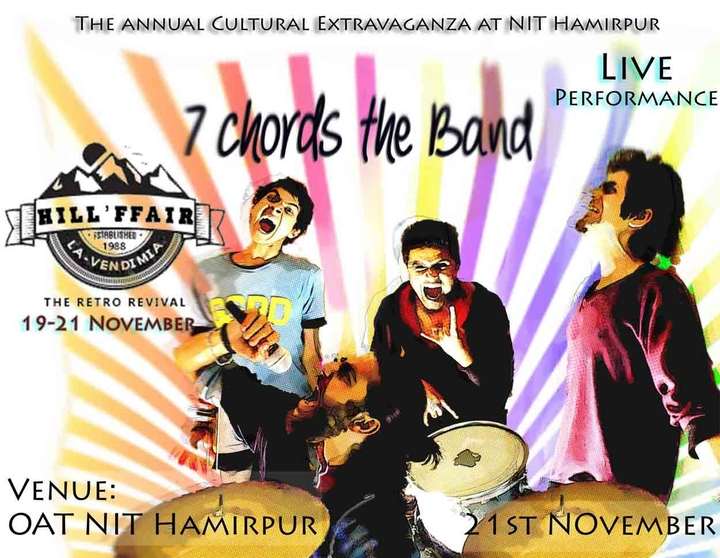 The annual Cultural Extravaganza at NIT Hamirpur
Live
Performance
7 chords the Band
HILL'FFAIR
ESTABLISHED
1988
LA-VENDIMIA
THE RETRO REVIVAL
19-21 November
Venue:
OAT NIT Hamirpur
21st November